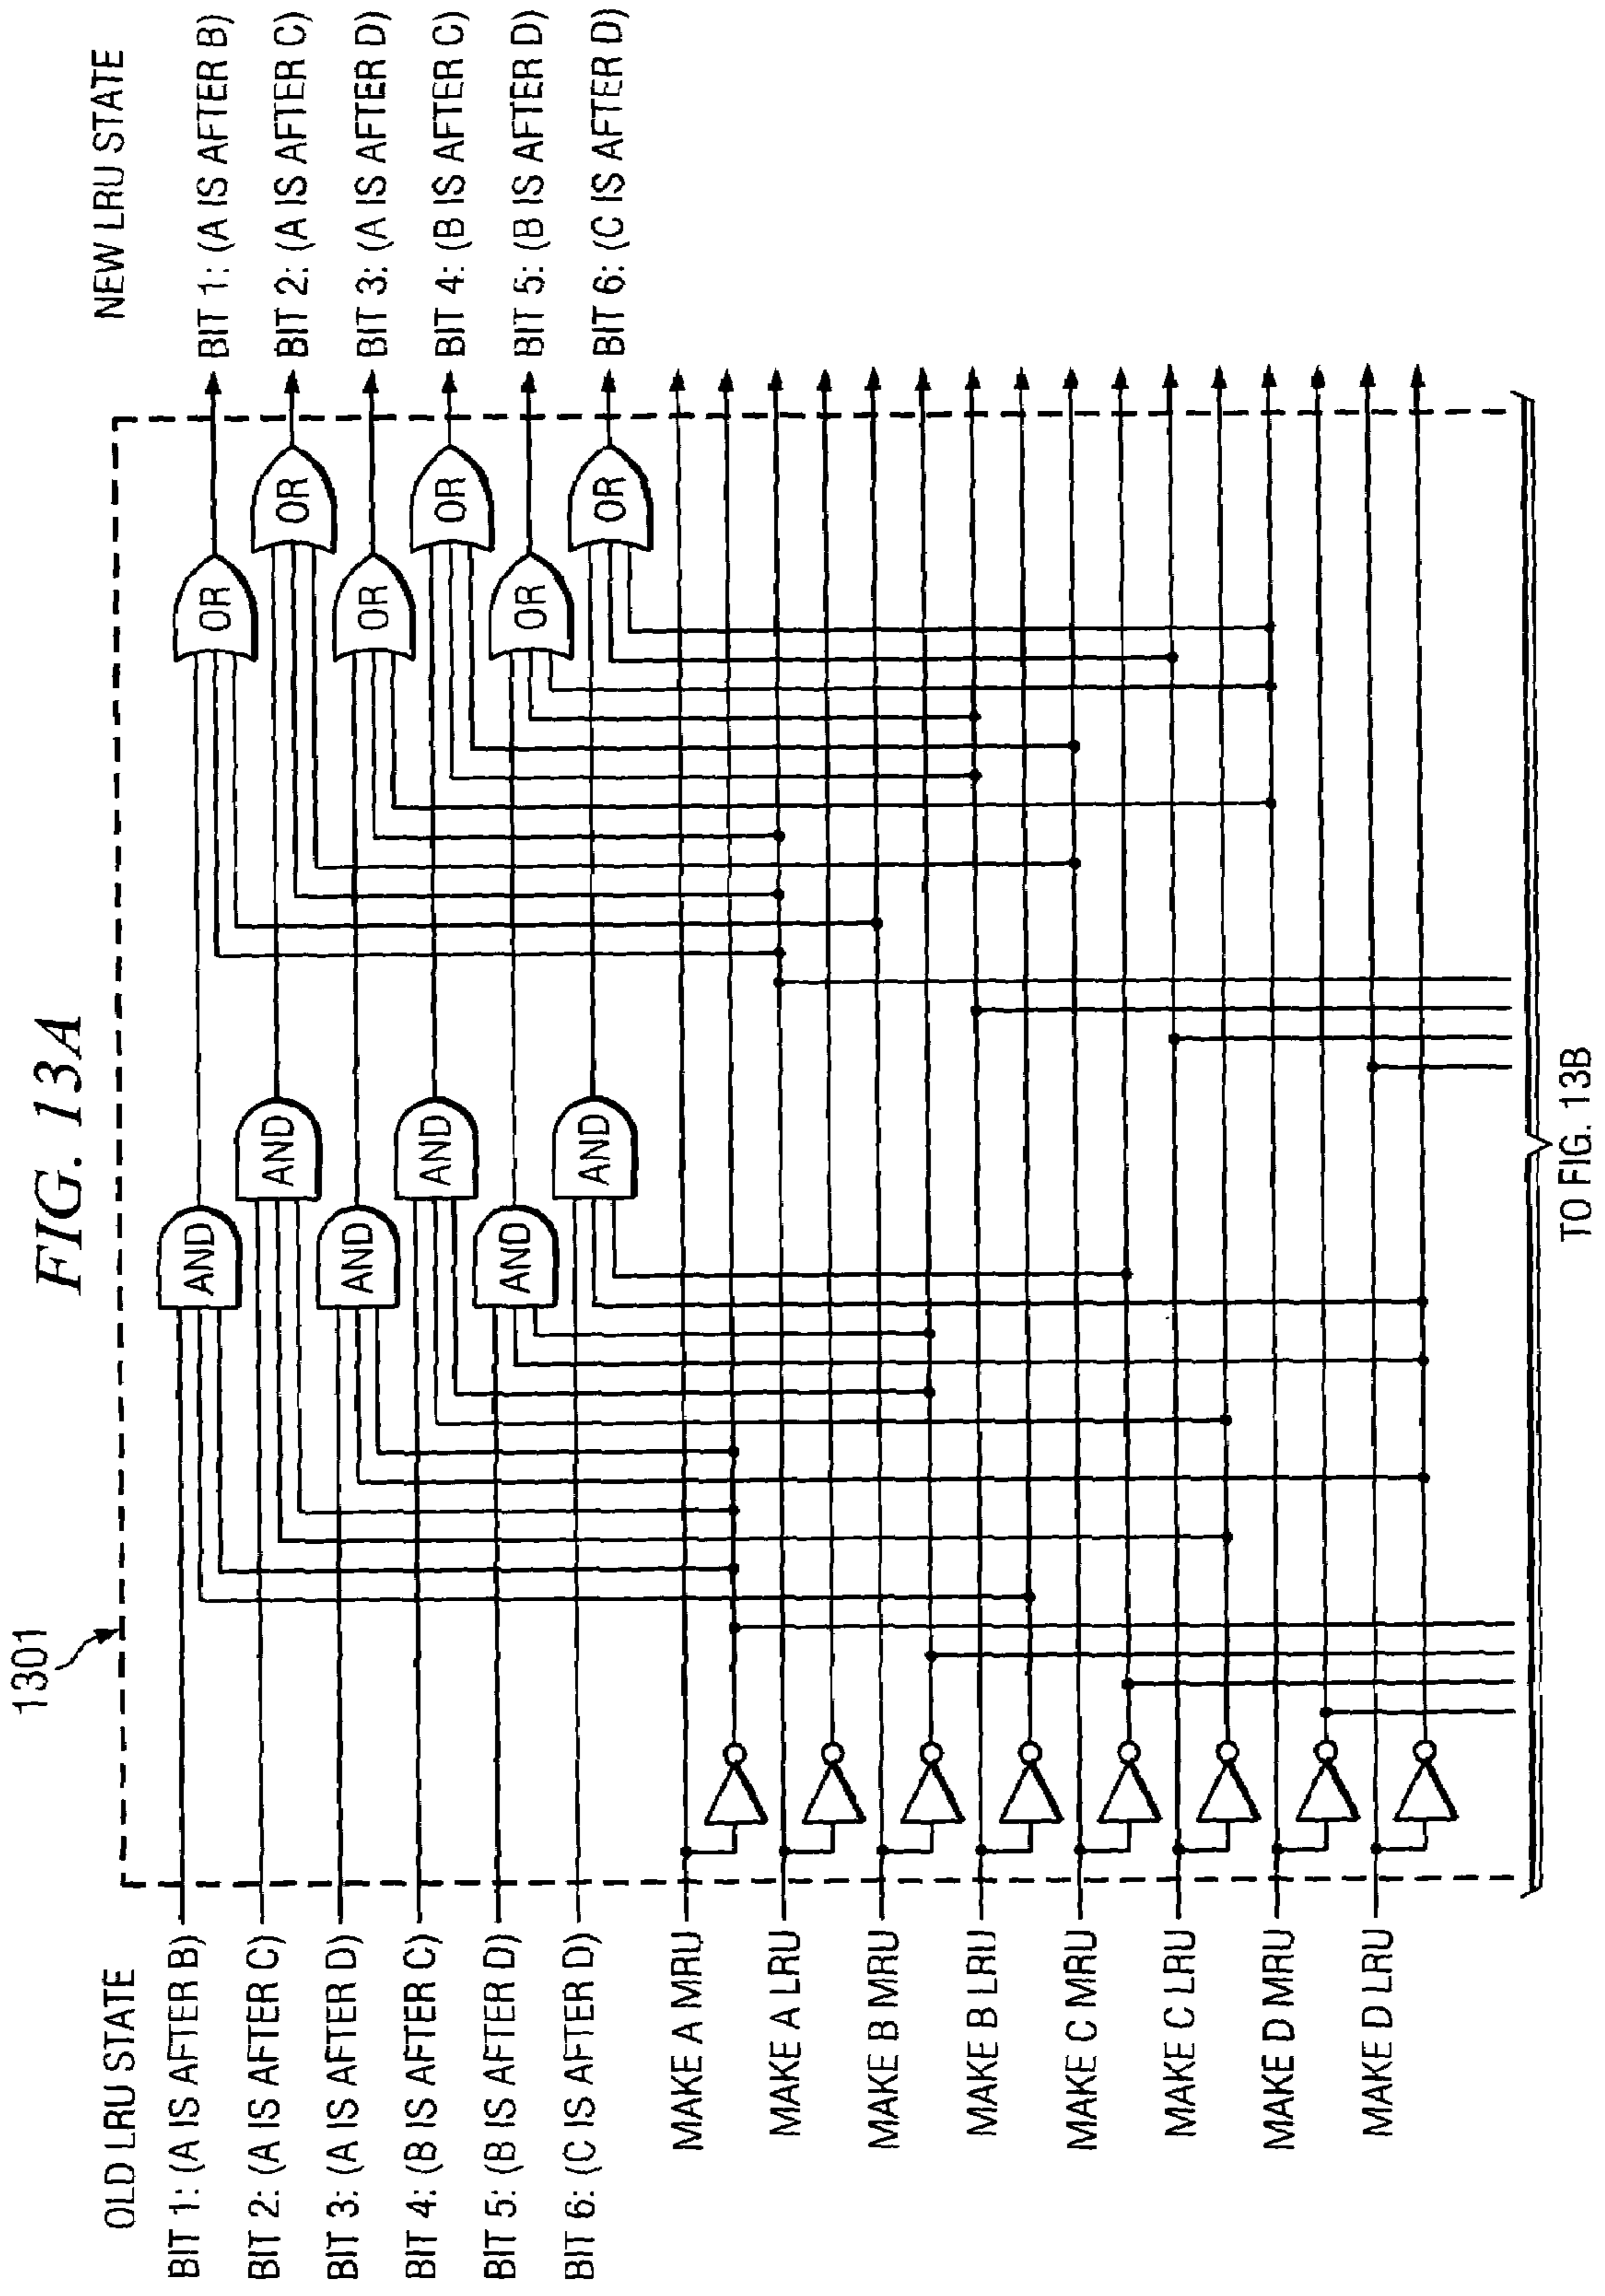 FIG. 13A
1301
OLD LRU STATE
NEW LRU STATE
BIT 1: (A IS AFTER B)
BIT 2: (A IS AFTER C)
BIT 3: (A IS AFTER D)
BIT 4: (B IS AFTER C)
BIT 5: (B IS AFTER D)
BIT 6: (C IS AFTER D)
MAKE A MRU
MAKE A LRU
MAKE B MRU
MAKE B LRU
MAKE C MRU
MAKE C LRU
MAKE D MRU
MAKE D LRU
AND
AND
AND
AND
AND
AND
OR
OR
OR
OR
OR
OR
BIT 1: (A IS AFTER B)
BIT 2: (A IS AFTER C)
BIT 3: (A IS AFTER D)
BIT 4: (B IS AFTER C)
BIT 5: (B IS AFTER D)
BIT 6: (C IS AFTER D)
TO FIG. 13B